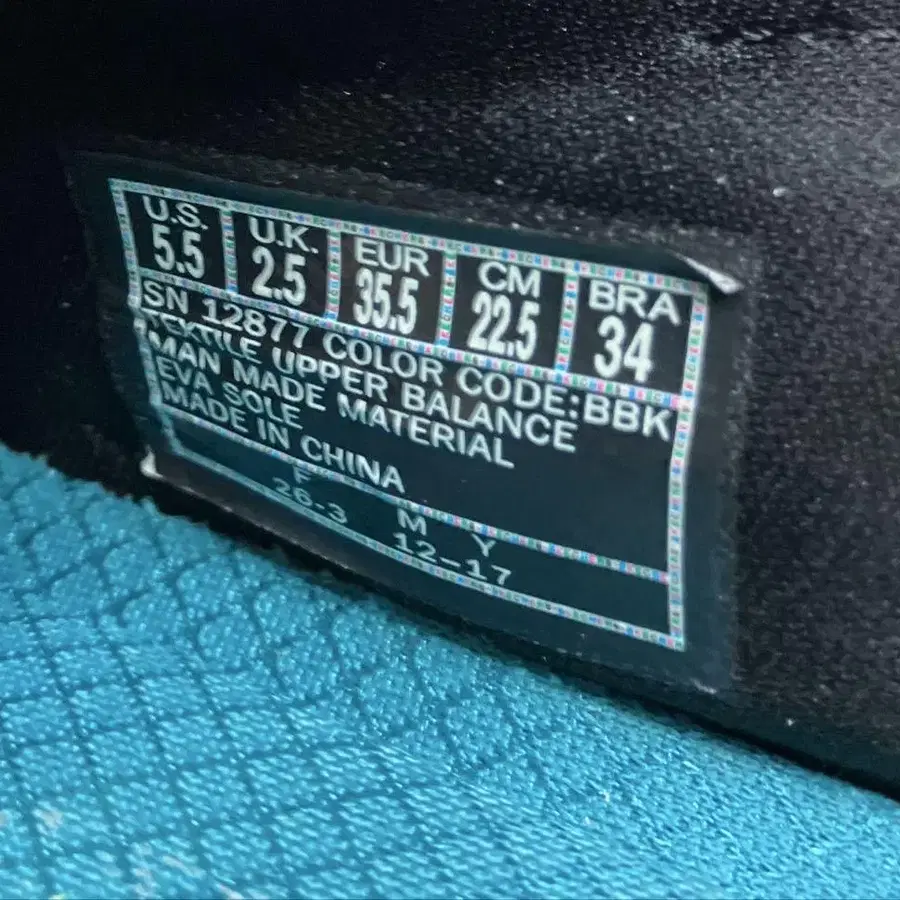 U.S. U.K. EUR CM BRA
5.5 2.5 35.5 22.5 34
SN 12877 COLOR CODE:BBK
TEXTILE UPPER BALANCE
MAN MADE MATERIAL
EVA SOLE
MADE IN CHINA
F M Y
26-3 12-17